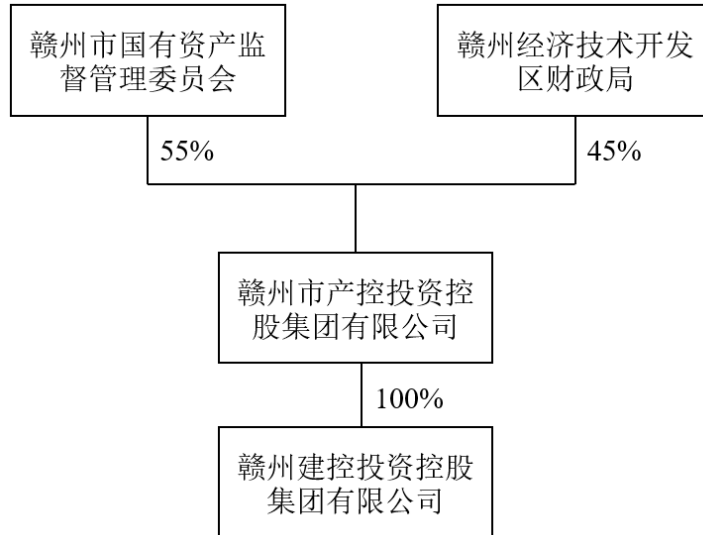 赣州市国有资产监
督管理委员会
赣州经济技术开发
区财政局
55%
45%
赣州市产控投资控
股集团有限公司
100%
赣州建控投资控股
集团有限公司